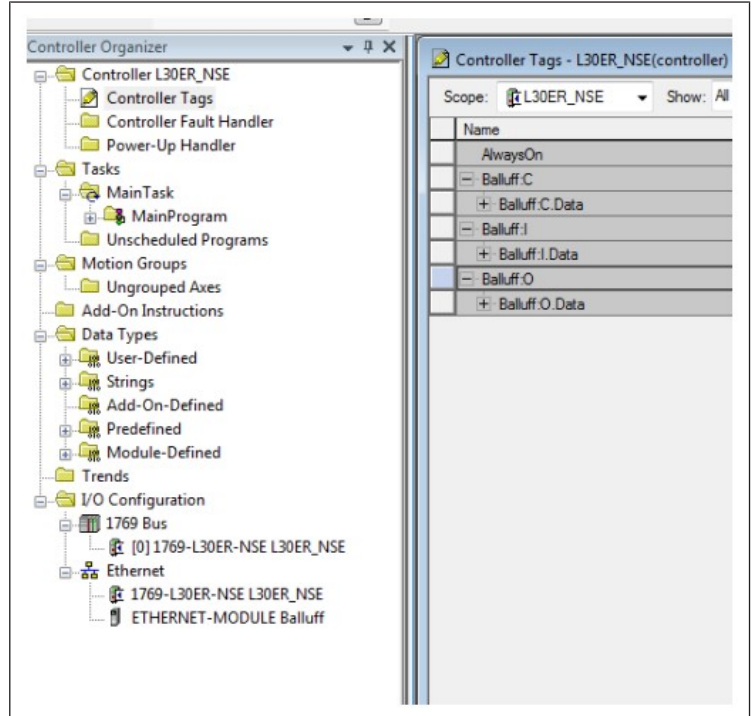 Controller Organizer
Controller L30ER_NSE
Controller Tags
Controller Fault Handler
Power-Up Handler
Tasks
MainTask
MainProgram
Unscheduled Programs
Motion Groups
Ungrouped Axes
Add-On Instructions
Data Types
User-Defined
Strings
Add-On-Defined
Predefined
Module-Defined
Trends
I/O Configuration
1769 Bus
[0] 1769-L30ER-NSE L30ER_NSE
Ethernet
1769-L30ER-NSE L30ER_NSE
ETHERNET-MODULE Balluff
Controller Tags - L30ER_NSE(controller)
Scope: L30ER_NSE Show: All
Name
AlwaysOn
Balluff:C
Balluff:C.Data
Balluff:I
Balluff:I.Data
Balluff:O
Balluff:O.Data